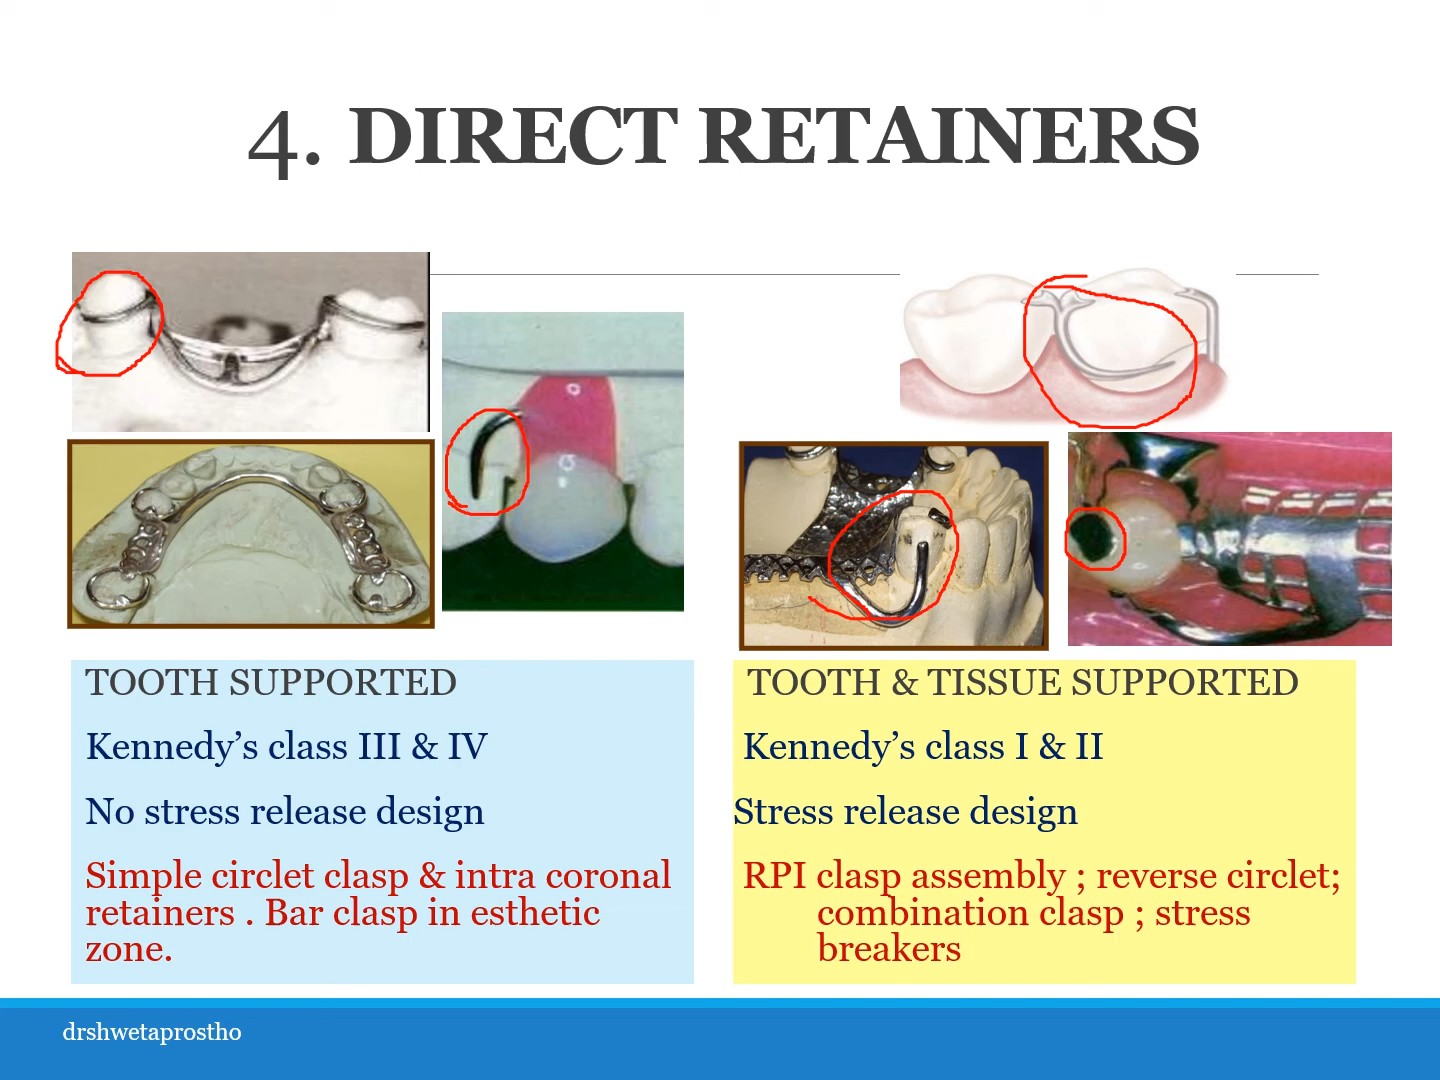 4. DIRECT RETAINERS
TOOTH SUPPORTED
Kennedy’s class III & IV
No stress release design
Simple circlet clasp & intra coronal
retainers . Bar clasp in esthetic
zone.
TOOTH & TISSUE SUPPORTED
Kennedy’s class I & II
Stress release design
RPI clasp assembly ; reverse circlet;
combination clasp ; stress
breakers
drshwetaprostho